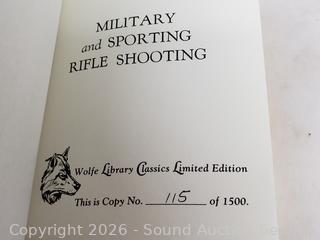 MILITARY
and SPORTING
RIFLE SHOOTING
Wolfe Library Classics Limited Edition
This is Copy No. 115 of 1500.
Copyright 2026 - Sound Auction Service